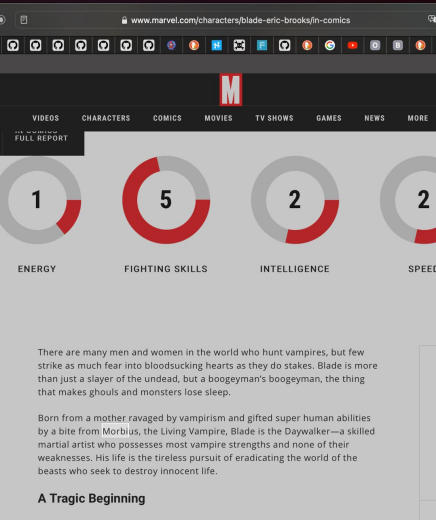 www.marvel.com/characters/blade-eric-brooks/in-comics
M
VIDEOS CHARACTERS COMICS MOVIES TV SHOWS GAMES NEWS MORE
IN COMICS
FULL REPORT
1 5 2 2
ENERGY FIGHTING SKILLS INTELLIGENCE SPEED
There are many men and women in the world who hunt vampires, but few
strike as much fear into bloodsucking hearts as they do stakes. Blade is more
than just a slayer of the undead, but a boogeyman's boogeyman, the thing
that makes ghouls and monsters lose sleep.
Born from a mother ravaged by vampirism and gifted super human abilities
by a bite from Morbius, the Living Vampire, Blade is the Daywalker—a skilled
martial artist who possesses most vampire strengths and none of their
weaknesses. His life is the tireless pursuit of eradicating the world of the
beasts who seek to destroy innocent life.
A Tragic Beginning